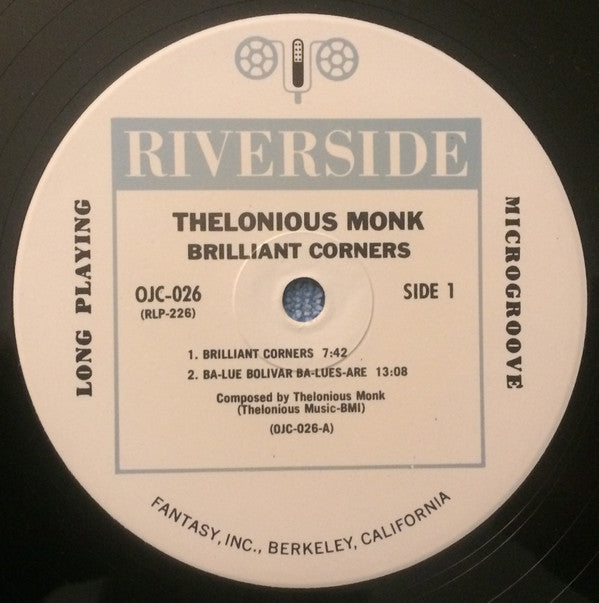 RIVERSIDE
THELONIOUS MONK
BRILLIANT CORNERS
LONG PLAYING
MICROGROOVE
OJC-026
(RLP-226)
SIDE 1
1. BRILLIANT CORNERS 7:42
2. BA-LUE BOLIVAR BA-LUES-ARE 13:08
Composed by Thelonious Monk
(Thelonious Music-BMI)
(OJC-026-A)
FANTASY, INC., BERKELEY, CALIFORNIA